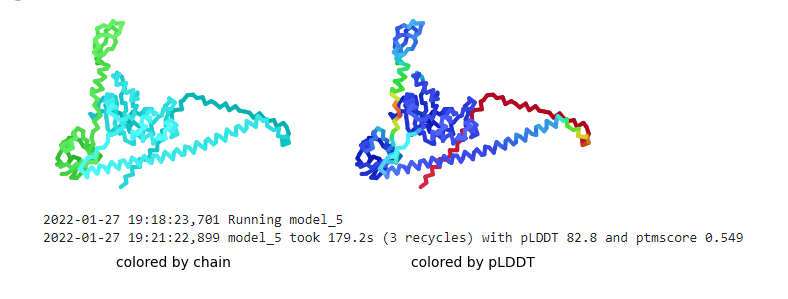 2022-01-27 19:18:23,701 Running model_5
2022-01-27 19:21:22,899 model_5 took 179.2s (3 recycles) with pLDDT 82.8 and ptmscore 0.549
colored by chain colored by pLDDT